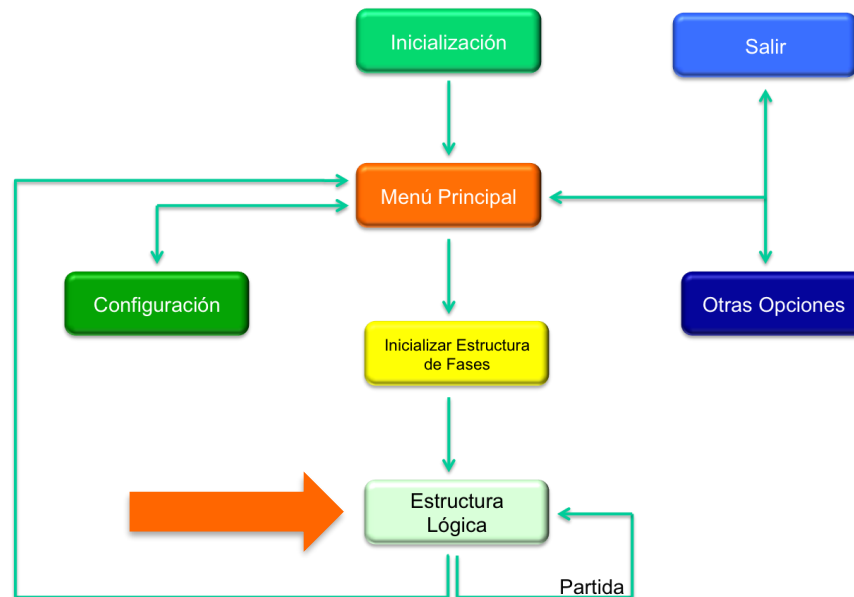 Inicialización
Salir
Menú Principal
Configuración
Otras Opciones
Inicializar Estructura
de Fases
Estructura
Lógica
Partida